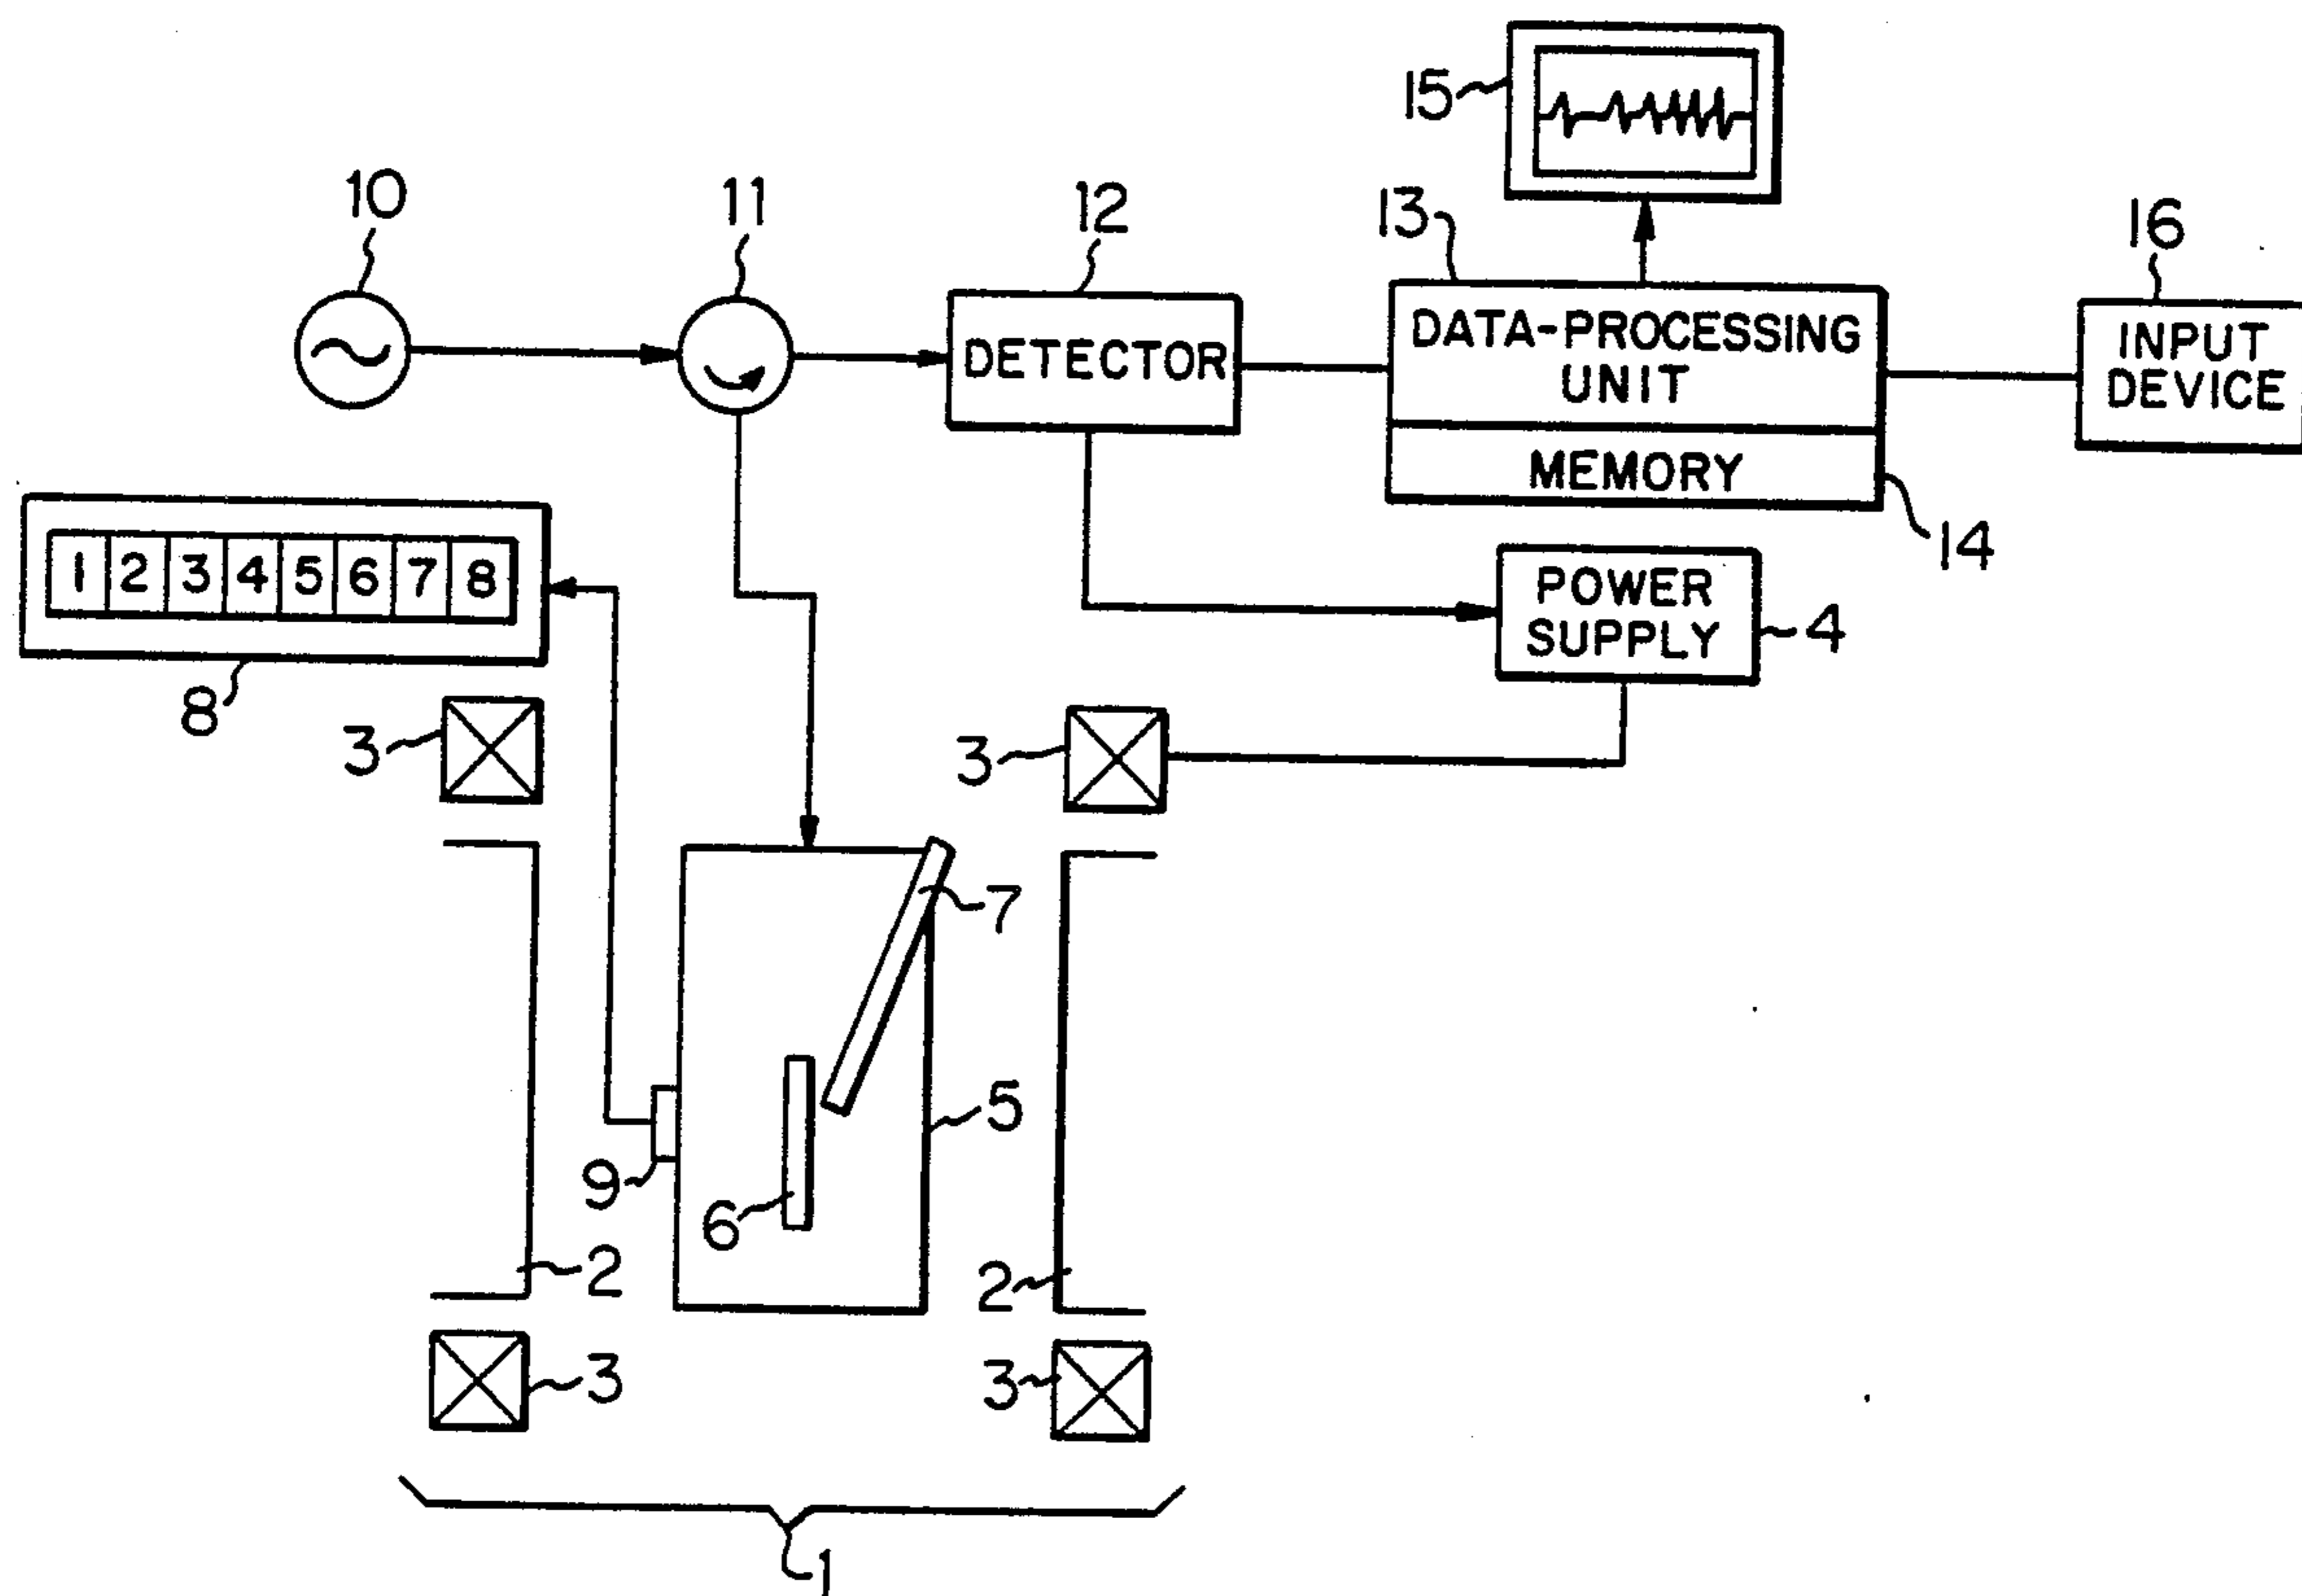 15
10
11
12
13
16
DETECTOR
DATA-PROCESSING
UNIT
MEMORY
INPUT
DEVICE
14
1 2 3 4 5 6 7 8
8
POWER
SUPPLY
4
3
3
7
5
9
6
2
2
3
3
1